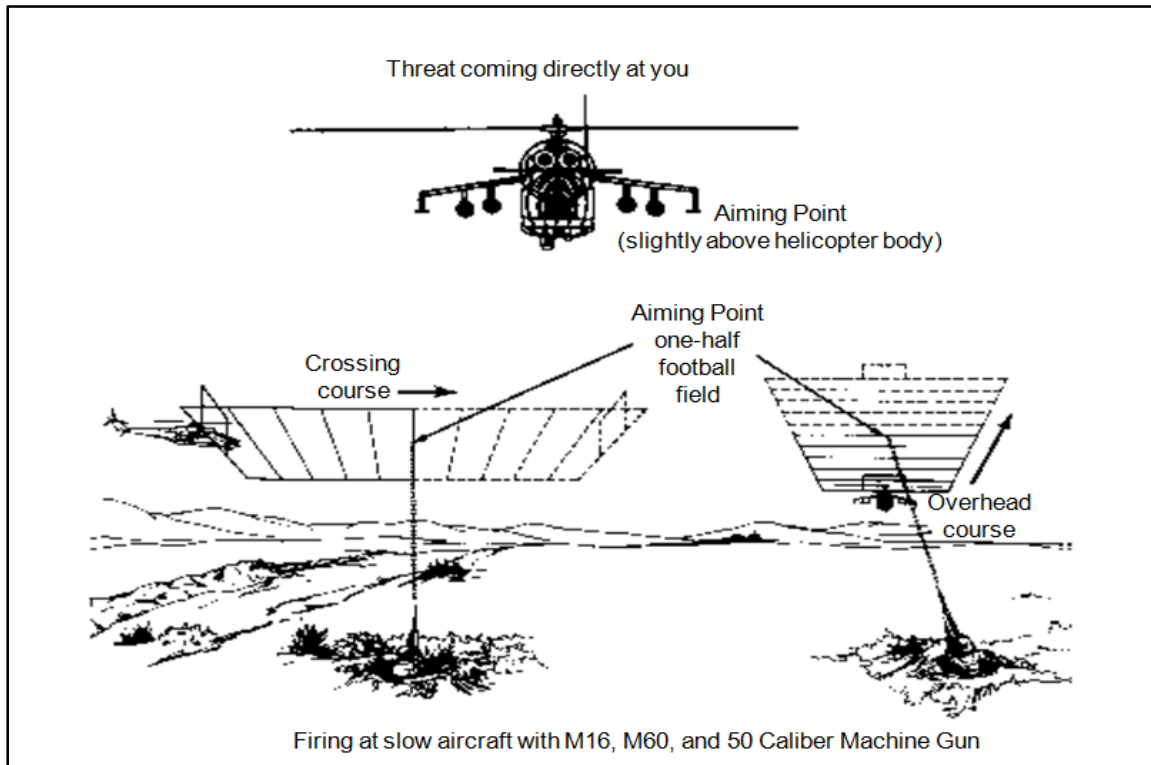 Threat coming directly at you
Aiming Point
(slightly above helicopter body)
Aiming Point
one-half
football
field
Crossing
course
Overhead
course
Firing at slow aircraft with M16, M60, and 50 Caliber Machine Gun